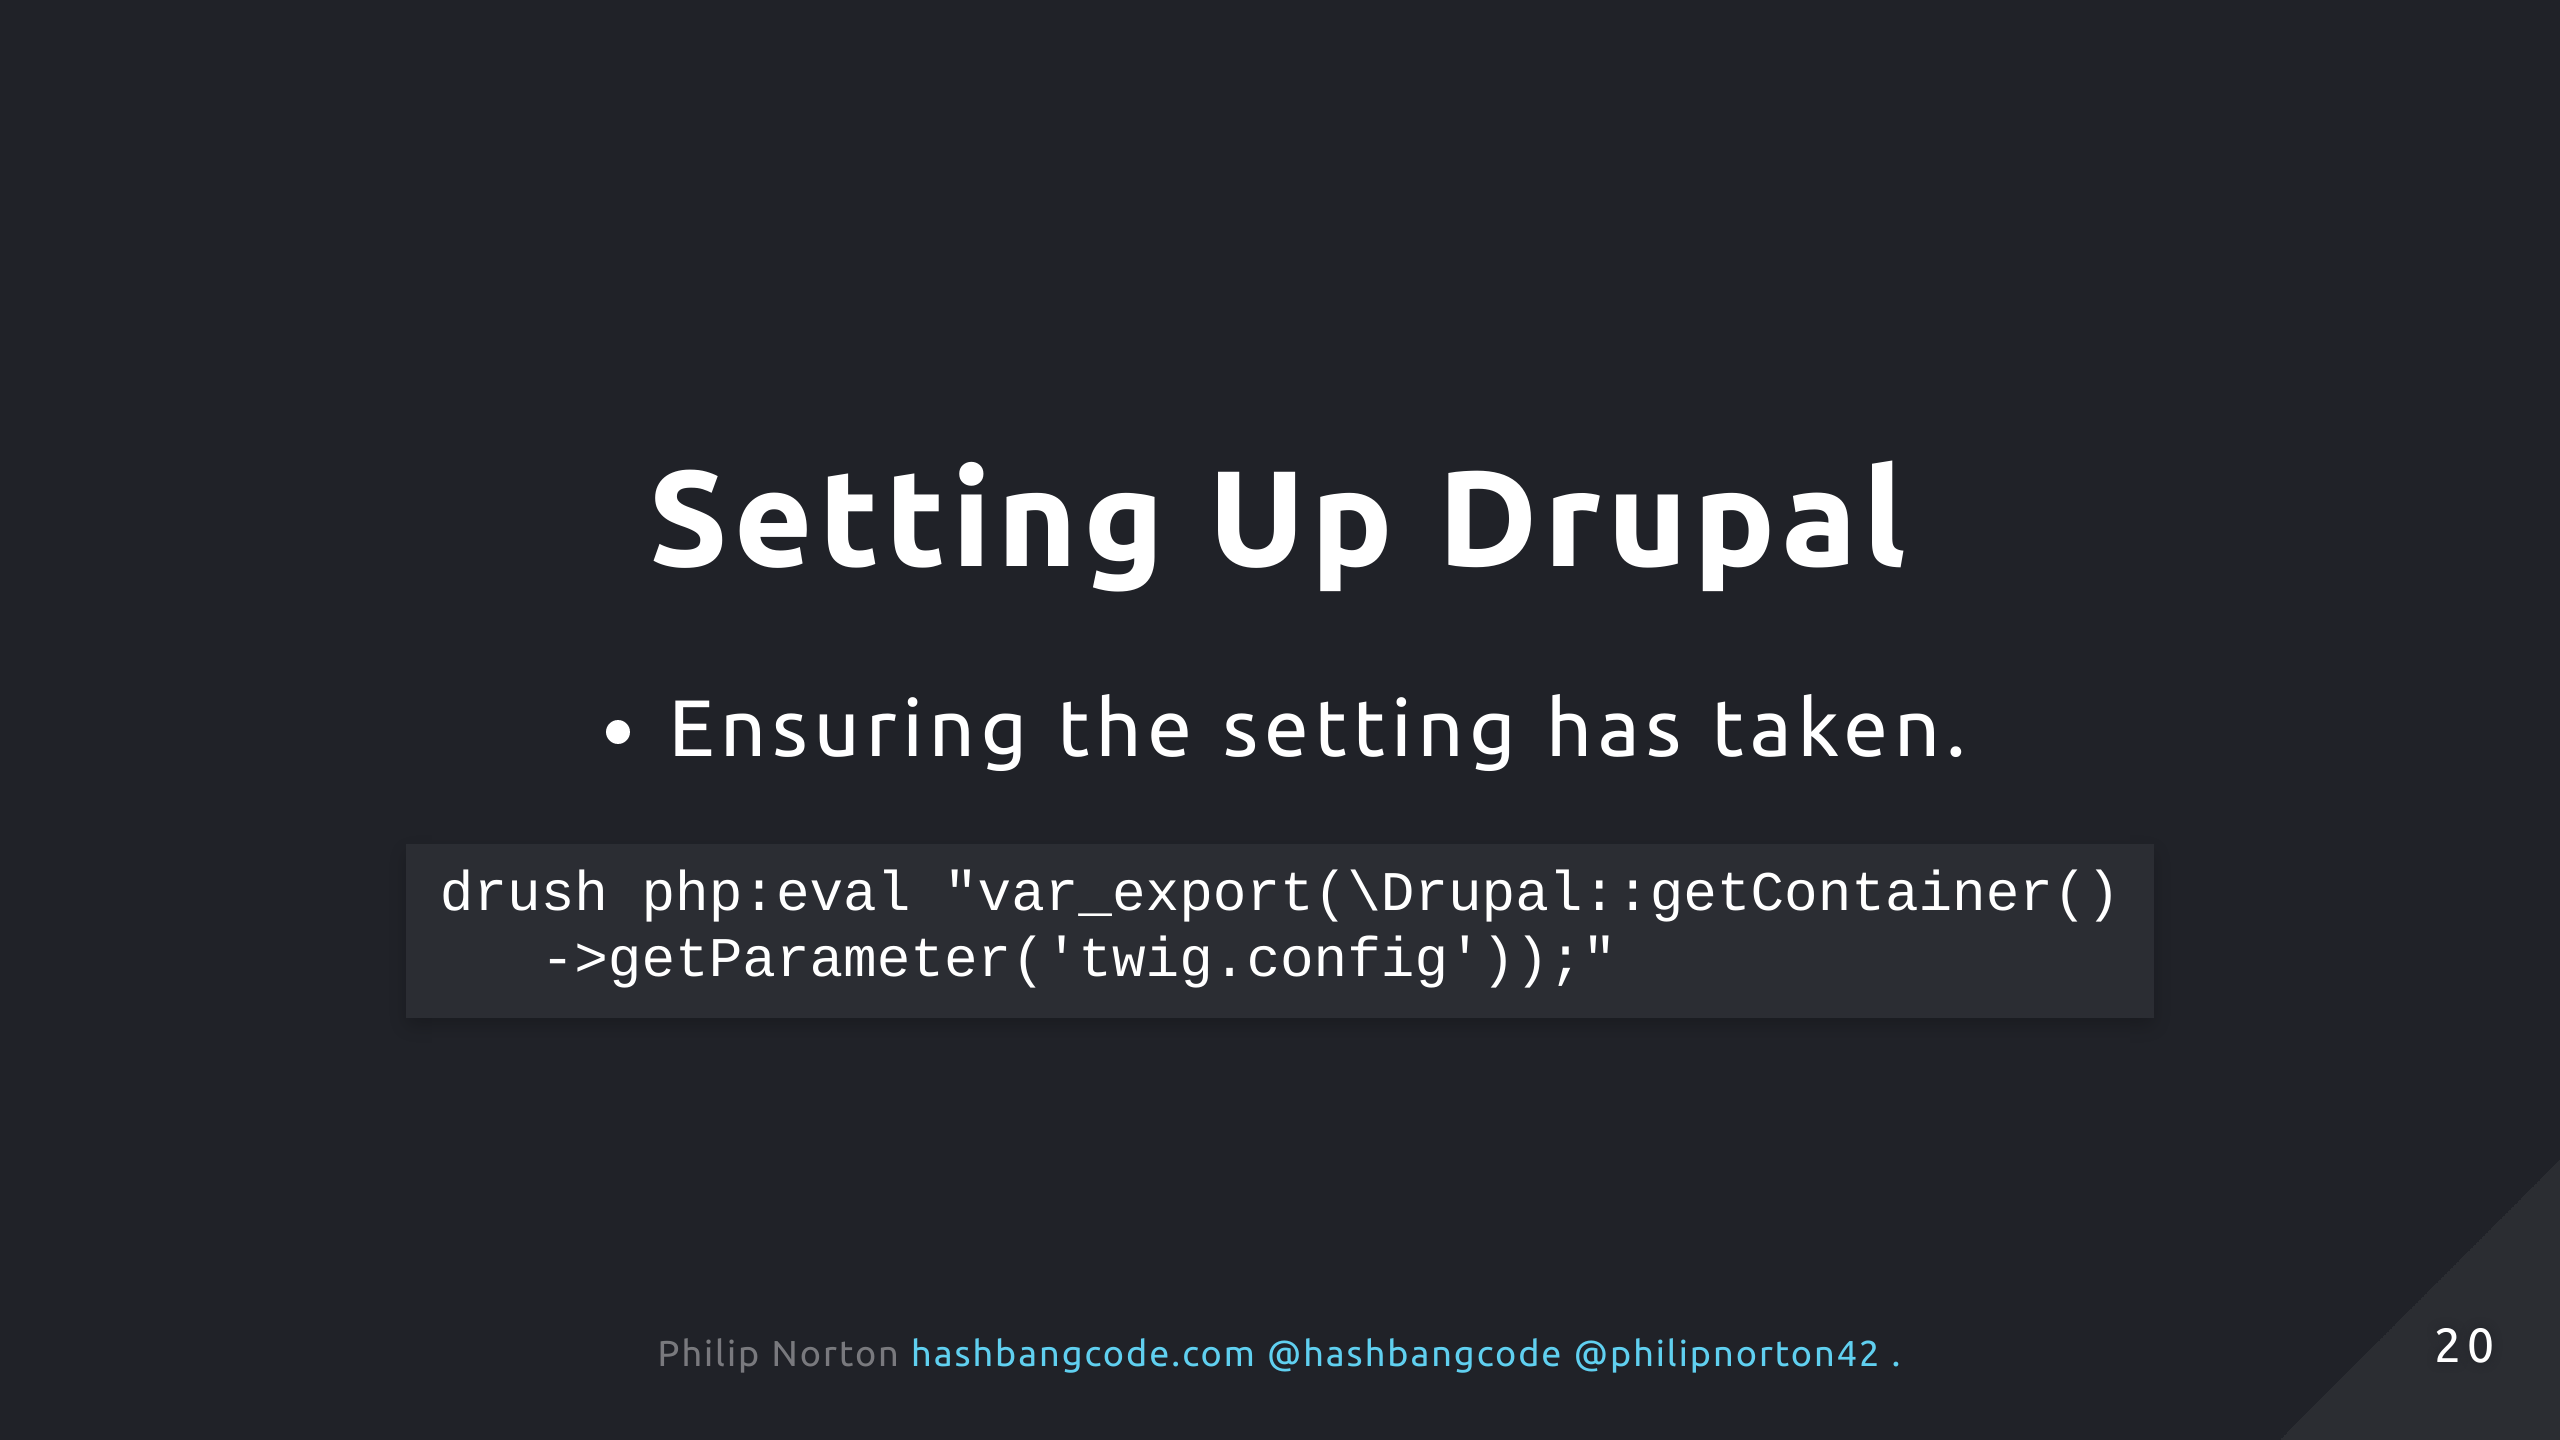 Setting Up Drupal
• Ensuring the setting has taken.
drush php:eval "var_export(\Drupal::getContainer()
   ->getParameter('twig.config'));"
Philip Norton hashbangcode.com @hashbangcode @philipnorton42 .
20